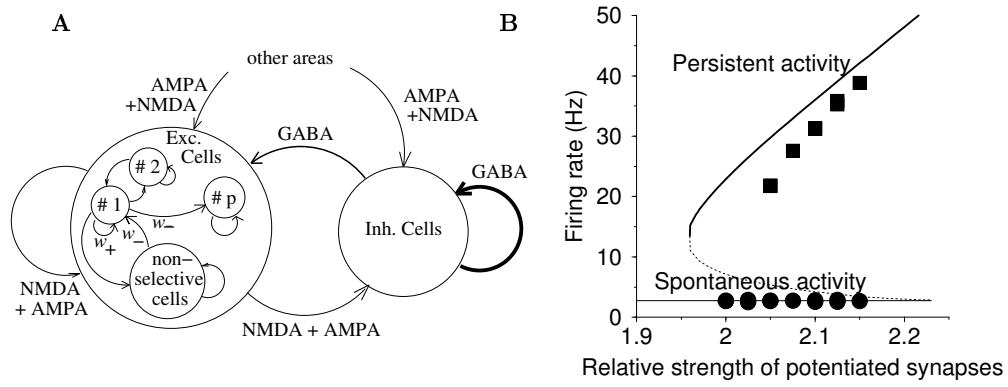 A
other areas
AMPA
+NMDA
AMPA
+NMDA
GABA
Exc.
Cells
# 2
# 1
# p
w−
w+
w−
non−
selective
cells
Inh. Cells
GABA
NMDA
+ AMPA
NMDA + AMPA
B
50
40
30
20
10
0
Firing rate (Hz)
Persistent activity
Spontaneous activity
1.9
2
2.1
2.2
Relative strength of potentiated synapses